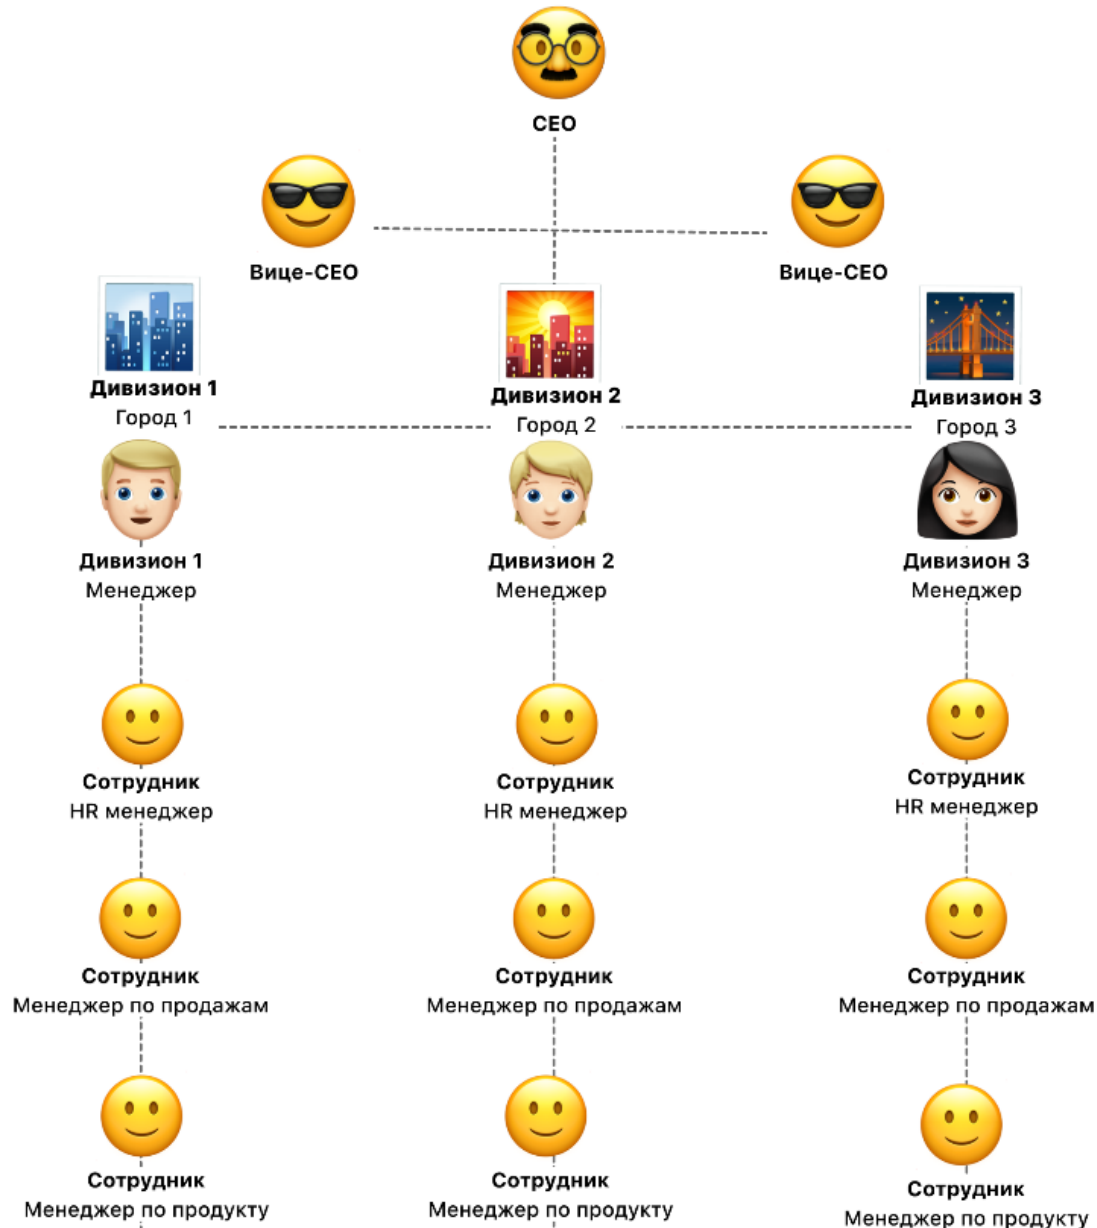 CEO
Вице-CEO
Вице-CEO
Дивизион 1
Город 1
Дивизион 2
Город 2
Дивизион 3
Город 3
Дивизион 1
Менеджер
Дивизион 2
Менеджер
Дивизион 3
Менеджер
Сотрудник
HR менеджер
Сотрудник
HR менеджер
Сотрудник
HR менеджер
Сотрудник
Менеджер по продажам
Сотрудник
Менеджер по продажам
Сотрудник
Менеджер по продажам
Сотрудник
Менеджер по продукту
Сотрудник
Менеджер по продукту
Сотрудник
Менеджер по продукту